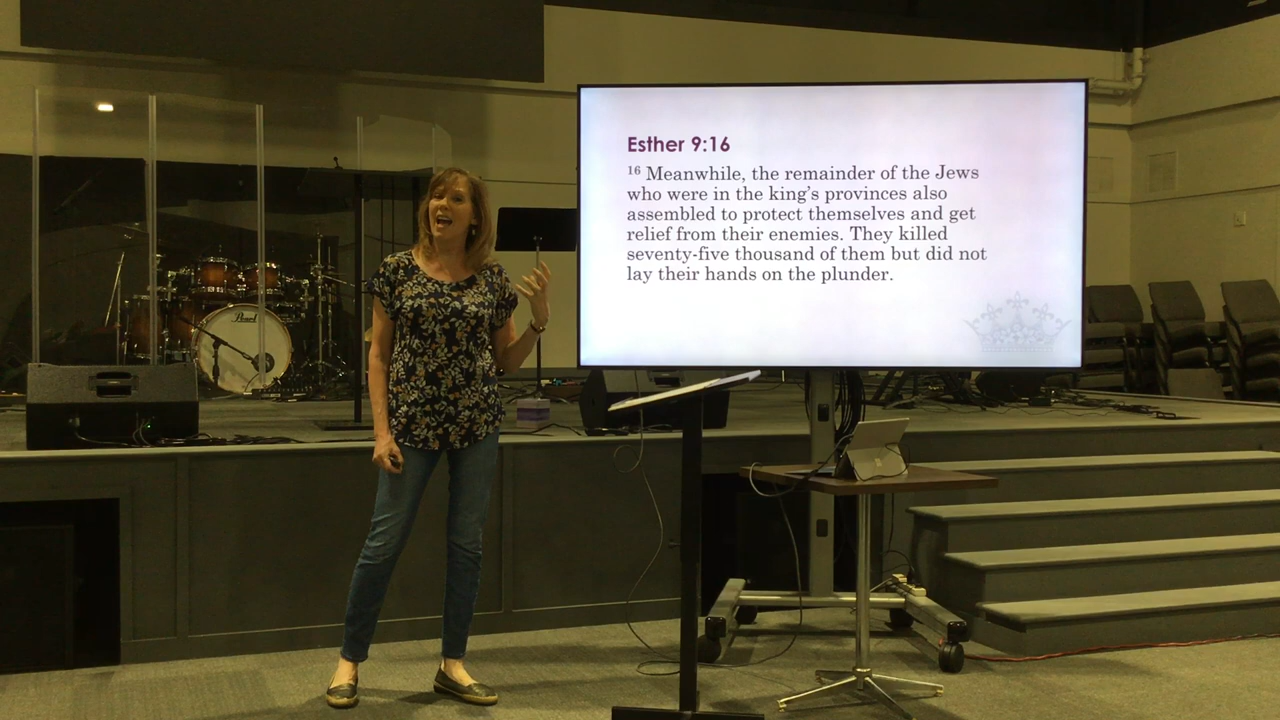 Esther 9:16
16 Meanwhile, the remainder of the Jews
who were in the king's provinces also
assembled to protect themselves and get
relief from their enemies. They killed
seventy-five thousand of them but did not
lay their hands on the plunder.
Pearl